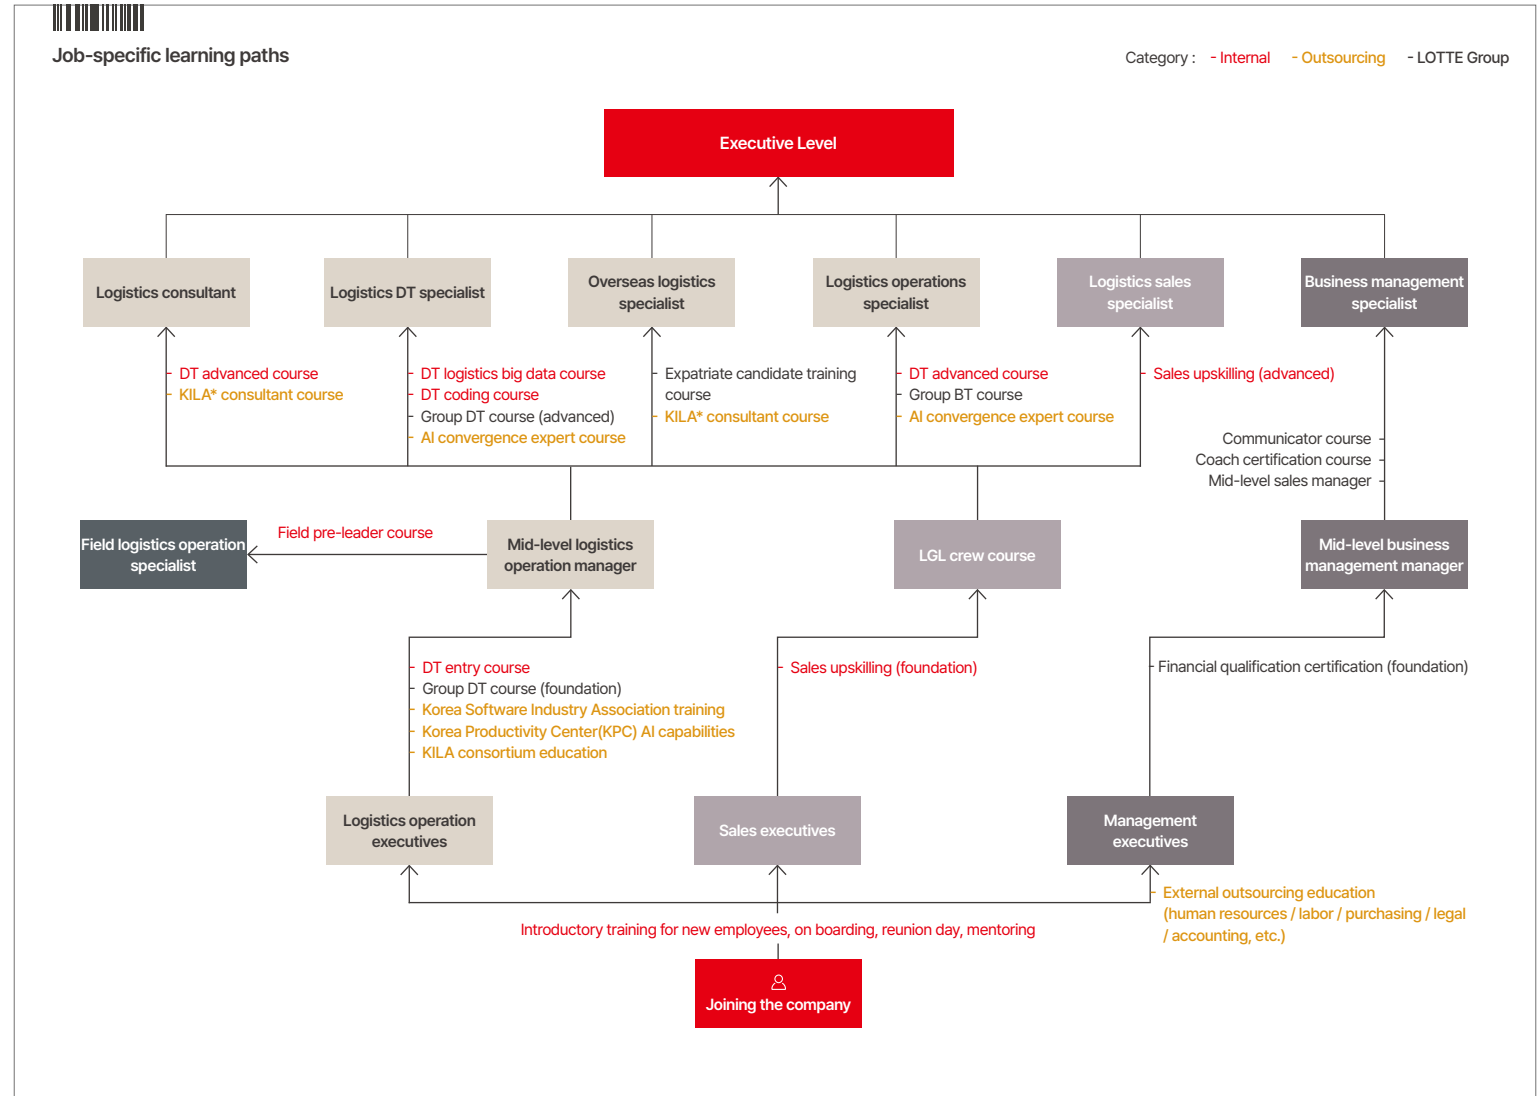 Job-specific learning paths
Category : - Internal - Outsourcing - LOTTE Group
Executive Level
Logistics consultant
Logistics DT specialist
Overseas logistics
specialist
Logistics operations
specialist
Logistics sales
specialist
Business management
specialist
- DT advanced course
- KILA* consultant course
- DT logistics big data course
- DT coding course
- Group DT course (advanced)
- AI convergence expert course
- Expatriate candidate training
course
- KILA* consultant course
- DT advanced course
- Group BT course
- AI convergence expert course
- Sales upskilling (advanced)
Communicator course -
Coach certification course -
Mid-level sales manager -
Field logistics operation
specialist
Field pre-leader course
Mid-level logistics
operation manager
LGL crew course
Mid-level business
management manager
- DT entry course
- Group DT course (foundation)
- Korea Software Industry Association training
- Korea Productivity Center(KPC) AI capabilities
- KILA consortium education
- Sales upskilling (foundation)
- Financial qualification certification (foundation)
Logistics operation
executives
Sales executives
Management
executives
- External outsourcing education
(human resources / labor / purchasing / legal
/ accounting, etc.)
Introductory training for new employees, on boarding, reunion day, mentoring
Joining the company